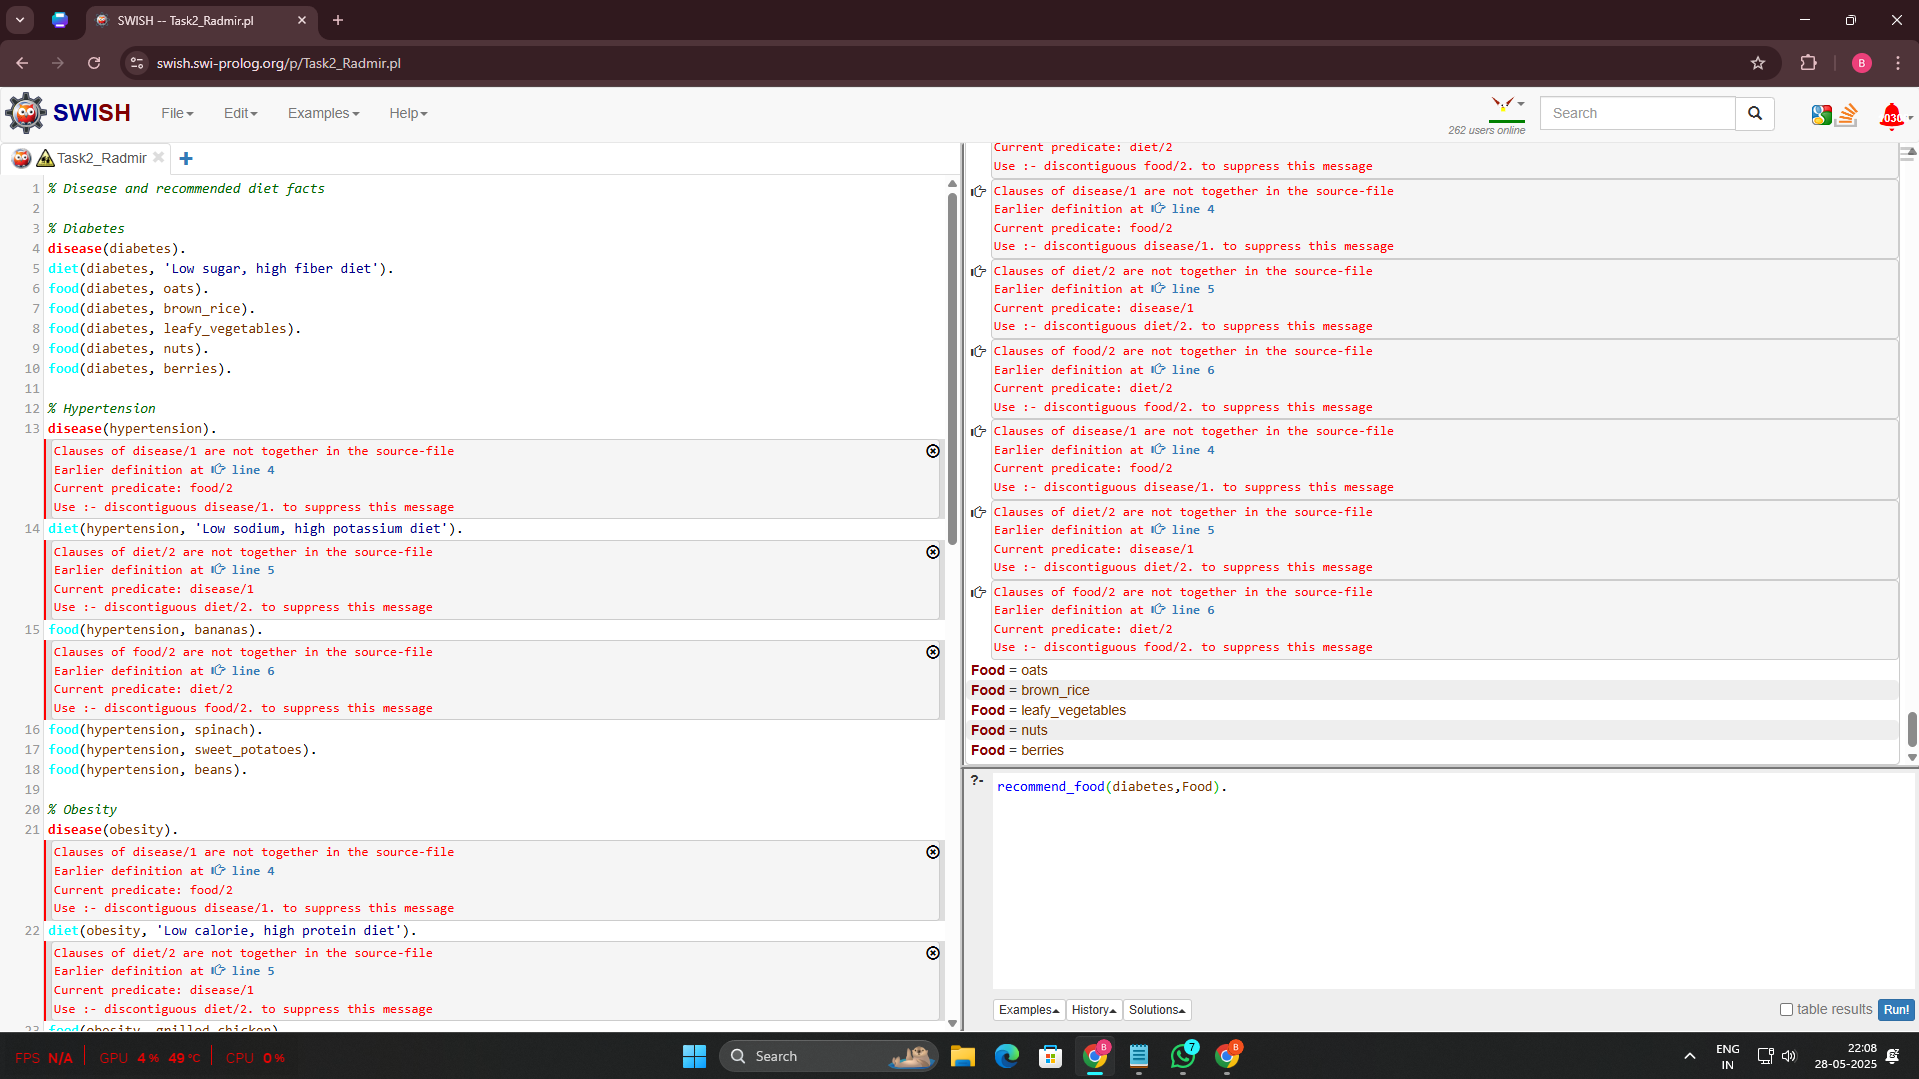 SWISH -- Task2_Radmir.pl
swish.swi-prolog.org/p/Task2_Radmir.pl
B
SWISH
File
Edit
Examples
Help
262 users online
Search
Task2_Radmir
1 % Disease and recommended diet facts
2
3 % Diabetes
4 disease(diabetes).
5 diet(diabetes, 'Low sugar, high fiber diet').
6 food(diabetes, oats).
7 food(diabetes, brown_rice).
8 food(diabetes, leafy_vegetables).
9 food(diabetes, nuts).
10 food(diabetes, berries).
11
12 % Hypertension
13 disease(hypertension).
Clauses of disease/1 are not together in the source-file
Earlier definition at line 4
Current predicate: food/2
Use :- discontiguous disease/1. to suppress this message
14 diet(hypertension, 'Low sodium, high potassium diet').
Clauses of diet/2 are not together in the source-file
Earlier definition at line 5
Current predicate: disease/1
Use :- discontiguous diet/2. to suppress this message
15 food(hypertension, bananas).
Clauses of food/2 are not together in the source-file
Earlier definition at line 6
Current predicate: diet/2
Use :- discontiguous food/2. to suppress this message
16 food(hypertension, spinach).
17 food(hypertension, sweet_potatoes).
18 food(hypertension, beans).
19
20 % Obesity
21 disease(obesity).
Clauses of disease/1 are not together in the source-file
Earlier definition at line 4
Current predicate: food/2
Use :- discontiguous disease/1. to suppress this message
22 diet(obesity, 'Low calorie, high protein diet').
Clauses of diet/2 are not together in the source-file
Earlier definition at line 5
Current predicate: disease/1
Use :- discontiguous diet/2. to suppress this message
23 food(obesity, grilled_chicken)
Current predicate: diet/2
Use :- discontiguous food/2. to suppress this message
Clauses of disease/1 are not together in the source-file
Earlier definition at line 4
Current predicate: food/2
Use :- discontiguous disease/1. to suppress this message
Clauses of diet/2 are not together in the source-file
Earlier definition at line 5
Current predicate: disease/1
Use :- discontiguous diet/2. to suppress this message
Clauses of food/2 are not together in the source-file
Earlier definition at line 6
Current predicate: diet/2
Use :- discontiguous food/2. to suppress this message
Clauses of disease/1 are not together in the source-file
Earlier definition at line 4
Current predicate: food/2
Use :- discontiguous disease/1. to suppress this message
Clauses of diet/2 are not together in the source-file
Earlier definition at line 5
Current predicate: disease/1
Use :- discontiguous diet/2. to suppress this message
Clauses of food/2 are not together in the source-file
Earlier definition at line 6
Current predicate: diet/2
Use :- discontiguous food/2. to suppress this message
Food = oats
Food = brown_rice
Food = leafy_vegetables
Food = nuts
Food = berries
?- recommend_food(diabetes,Food).
Examples
History
Solutions
table results
Run!
FPS N/A GPU 4 % 49 °C CPU 0 %
Search
B
7
B
ENG
IN
22:08
28-05-2025